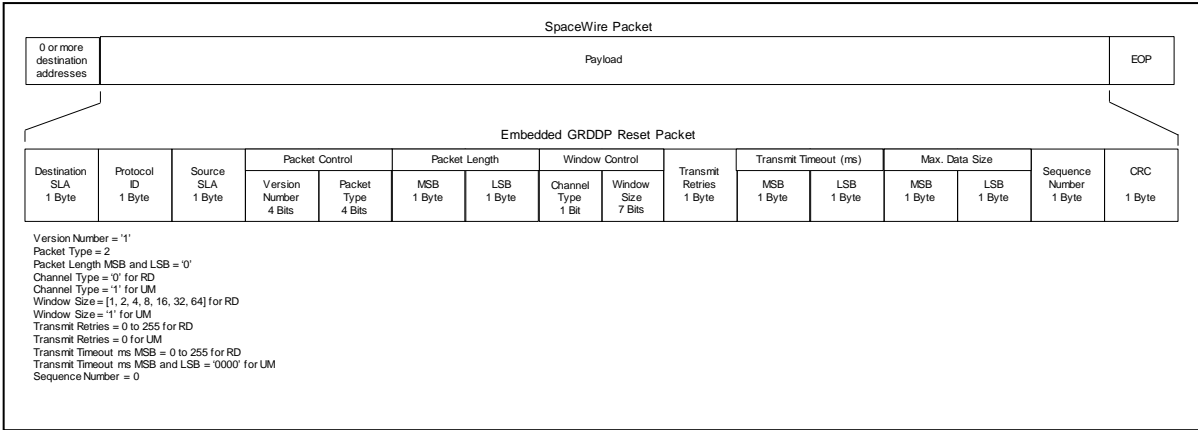 SpaceWire Packet
0 or more
destination
addresses
Payload
EOP
Embedded GRDDP Reset Packet
Destination
SLA
1 Byte
Protocol
ID
1 Byte
Source
SLA
1 Byte
Packet Control
Version
Number
4 Bits
Packet
Type
4 Bits
Packet Length
MSB
1 Byte
LSB
1 Byte
Window Control
Channel
Type
1 Bit
Window
Size
7 Bits
Transmit
Retries
1 Byte
Transmit Timeout (ms)
MSB
1 Byte
LSB
1 Byte
Max. Data Size
MSB
1 Byte
LSB
1 Byte
Sequence
Number
1 Byte
CRC
1 Byte
Version Number = '1'
Packet Type = 2
Packet Length MSB and LSB = '0'
Channel Type = '0' for RD
Channel Type = '1' for UM
Window Size = [1, 2, 4, 8, 16, 32, 64] for RD
Window Size = '1' for UM
Transmit Retries = 0 to 255 for RD
Transmit Retries = 0 for UM
Transmit Timeout ms MSB = 0 to 255 for RD
Transmit Timeout ms MSB and LSB = '0000' for UM
Sequence Number = 0